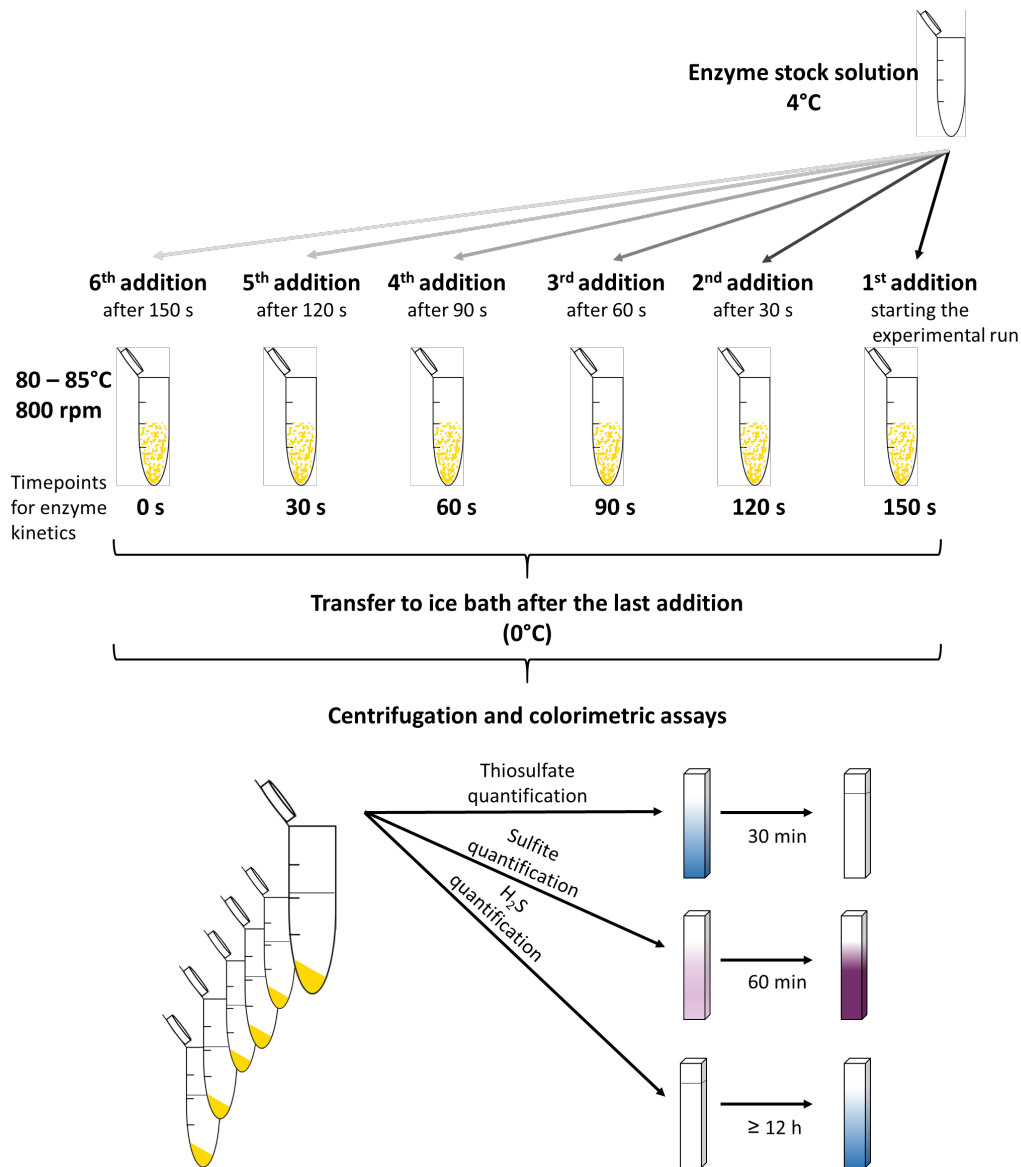 Enzyme stock solution
4°C
6th addition
after 150 s
5th addition
after 120 s
4th addition
after 90 s
3rd addition
after 60 s
2nd addition
after 30 s
1st addition
starting the
experimental run
80 – 85°C
800 rpm
Timepoints
for enzyme
kinetics
0 s
30 s
60 s
90 s
120 s
150 s
Transfer to ice bath after the last addition
(0°C)
Centrifugation and colorimetric assays
Thiosulfate
quantification
30 min
Sulfite
quantification
60 min
H₂S
quantification
≥ 12 h